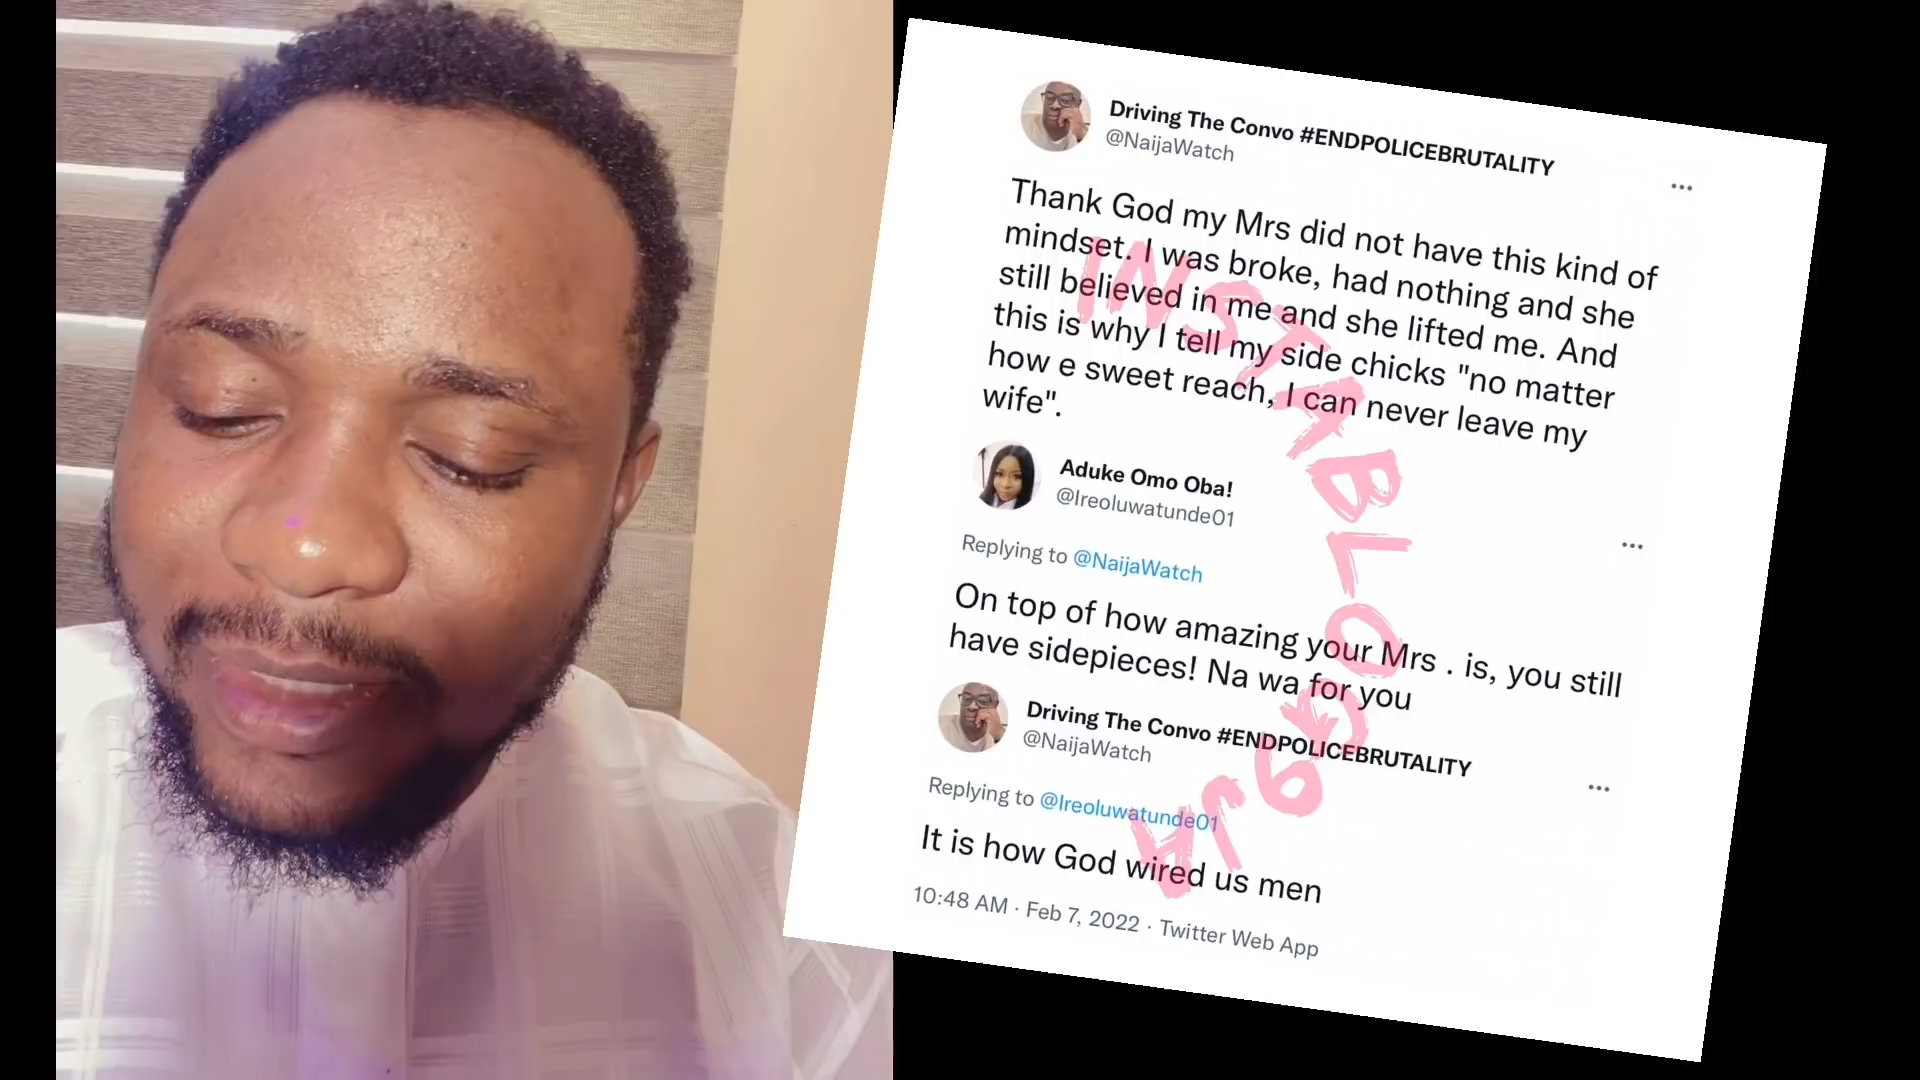 Driving The Convo #ENDPOLICEBRUTALITY
@NaijaWatch
Thank God my Mrs did not have this kind of
mindset. I was broke, had nothing and she
still believed in me and she lifted me. And
this is why I tell my side chicks "no matter
how e sweet reach, I can never leave my
wife".
Aduke Omo Oba!
@Ireoluwatunde01
Replying to @NaijaWatch
On top of how amazing your Mrs . is, you still
have sidepieces! Na wa for you
Driving The Convo #ENDPOLICEBRUTALITY
@NaijaWatch
Replying to @Ireoluwatunde01
It is how God wired us men
10:48 AM · Feb 7, 2022 · Twitter Web App
INSTABLOG9JA